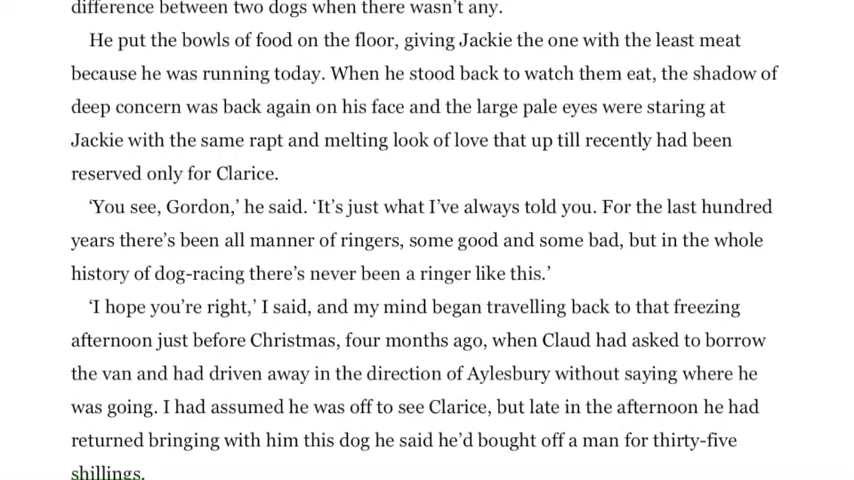 difference between two dogs when there wasn’t any.
He put the bowls of food on the floor, giving Jackie the one with the least meat
because he was running today. When he stood back to watch them eat, the shadow of
deep concern was back again on his face and the large pale eyes were staring at
Jackie with the same rapt and melting look of love that up till recently had been
reserved only for Clarice.
‘You see, Gordon,’ he said. ‘It’s just what I’ve always told you. For the last hundred
years there’s been all manner of ringers, some good and some bad, but in the whole
history of dog-racing there’s never been a ringer like this.’
‘I hope you’re right,’ I said, and my mind began travelling back to that freezing
afternoon just before Christmas, four months ago, when Claud had asked to borrow
the van and had driven away in the direction of Aylesbury without saying where he
was going. I had assumed he was off to see Clarice, but late in the afternoon he had
returned bringing with him this dog he said he’d bought off a man for thirty-five
shillings.